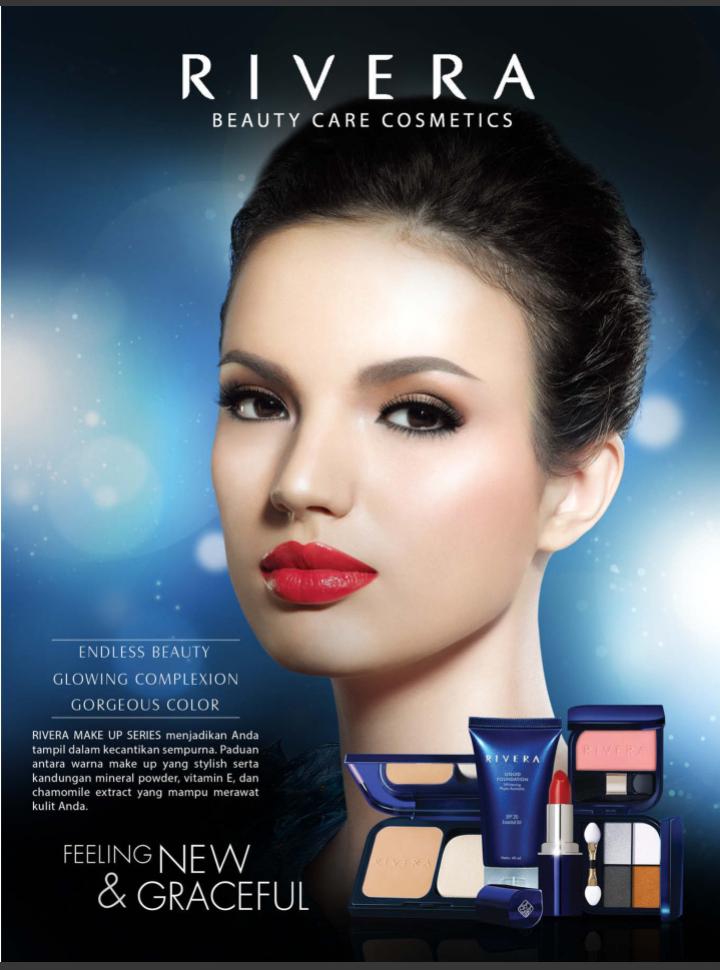 RIVERA
BEAUTY CARE COSMETICS
ENDLESS BEAUTY
GLOWING COMPLEXION
GORGEOUS COLOR
RIVERA MAKE UP SERIES menjadikan Anda
tampil dalam kecantikan sempurna. Paduan
antara warna make up yang stylish serta
kandungan mineral powder, vitamin E, dan
chamomile extract yang mampu merawat
kulit Anda.
FEELING NEW
& GRACEFUL
RIVERA
LIQUID
FOUNDATION
SPF 20
RIVERA
RIVERA